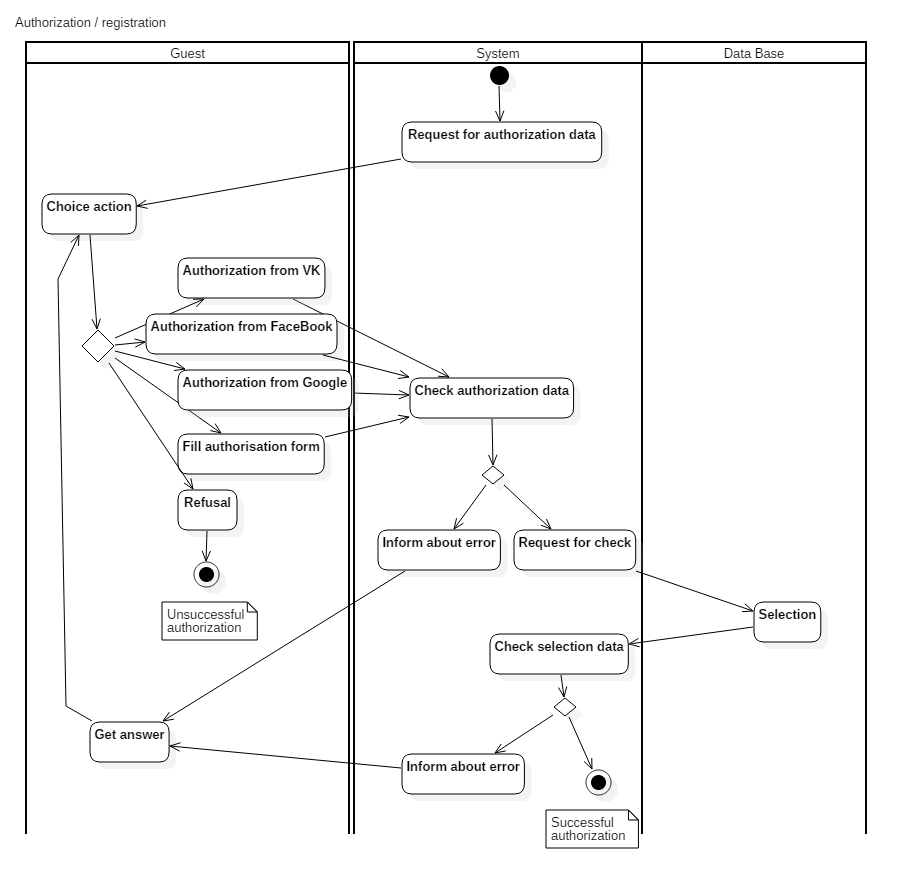 Authorization / registration
Guest
System
Data Base
Request for authorization data
Choice action
Authorization from VK
Authorization from FaceBook
Authorization from Google
Check authorization data
Fill authorisation form
Refusal
Inform about error
Request for check
Unsuccessful
authorization
Selection
Check selection data
Get answer
Inform about error
Successful
authorization